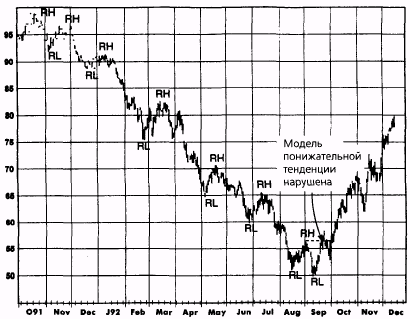 RH
RH
95
RL
RH
90
RL
85
RH
80
75
RL
Модель
понижательной
тенденции
нарушена
70
RH
RH
65
RL
60
RL
RH
55
RL
50
RL
O91 Nov Dec J92 Feb Mar Apr May Jun Jul Aug Sep Oct Nov Dec